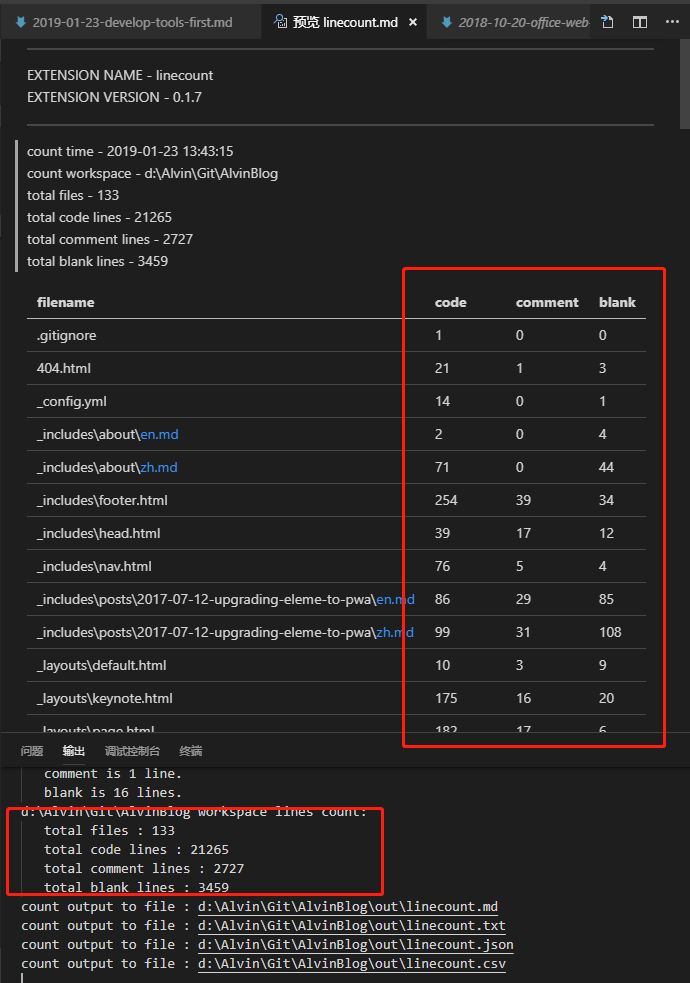 2019-01-23-develop-tools-first.md 预览 linecount.md × 2018-10-20-office-web-
EXTENSION NAME - linecount
EXTENSION VERSION - 0.1.7
count time - 2019-01-23 13:43:15
count workspace - d:\Alvin\Git\AlvinBlog
total files - 133
total code lines - 21265
total comment lines - 2727
total blank lines - 3459
filename code comment blank
.gitignore 1 0 0
404.html 21 1 3
_config.yml 14 0 1
_includes\about\en.md 2 0 4
_includes\about\zh.md 71 0 44
_includes\footer.html 254 39 34
_includes\head.html 39 17 12
_includes\nav.html 76 5 4
_includes\posts\2017-07-12-upgrading-eleme-to-pwa\en.md 86 29 85
_includes\posts\2017-07-12-upgrading-eleme-to-pwa\zh.md 99 31 108
_layouts\default.html 10 3 9
_layouts\keynote.html 175 16 20
_layouts\page.html 182 17 6
问题 输出 调试控制台 终端
comment is 1 line.
blank is 16 lines.
d:\Alvin\Git\AlvinBlog workspace lines count:
total files : 133
total code lines : 21265
total comment lines : 2727
total blank lines : 3459
count output to file : d:\Alvin\Git\AlvinBlog\out\linecount.md
count output to file : d:\Alvin\Git\AlvinBlog\out\linecount.txt
count output to file : d:\Alvin\Git\AlvinBlog\out\linecount.json
count output to file : d:\Alvin\Git\AlvinBlog\out\linecount.csv